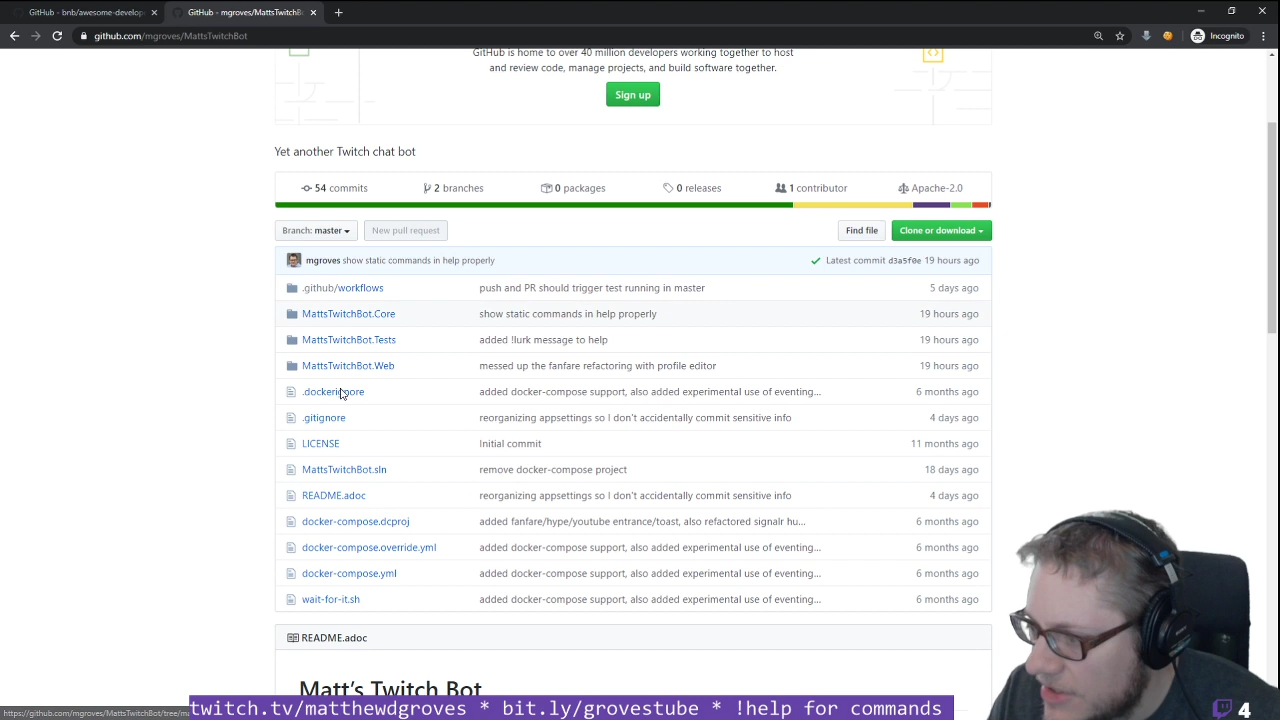 GitHub - bnb/awesome-develop
GitHub - mgroves/MattsTwitchBo
github.com/mgroves/MattsTwitchBot
Incognito
GitHub is home to over 40 million developers working together to host
and review code, manage projects, and build software together.
Sign up
Yet another Twitch chat bot
54 commits
2 branches
0 packages
0 releases
1 contributor
Apache-2.0
Branch: master
New pull request
Find file
Clone or download
mgroves show static commands in help properly
Latest commit d3a5f0e 19 hours ago
.github/workflows push and PR should trigger test running in master 5 days ago
MattsTwitchBot.Core show static commands in help properly 19 hours ago
MattsTwitchBot.Tests added !lurk message to help 19 hours ago
MattsTwitchBot.Web messed up the fanfare refactoring with profile editor 19 hours ago
.dockerignore added docker-compose support, also added experimental use of eventing... 6 months ago
.gitignore reorganizing appsettings so I don't accidentally commit sensitive info 4 days ago
LICENSE Initial commit 11 months ago
MattsTwitchBot.sln remove docker-compose project 18 days ago
README.adoc reorganizing appsettings so I don't accidentally commit sensitive info 4 days ago
docker-compose.dcproj added fanfare/hype/youtube entrance/toast, also refactored signalr hu... 6 months ago
docker-compose.override.yml added docker-compose support, also added experimental use of eventing... 6 months ago
docker-compose.yml added docker-compose support, also added experimental use of eventing... 6 months ago
wait-for-it.sh added docker-compose support, also added experimental use of eventing... 6 months ago
README.adoc
Matt's Twitch Bot
twitch.tv/matthewdgroves * bit.ly/grovestube * !help for commands
4
https://github.com/mgroves/MattsTwitchBot/tree/m